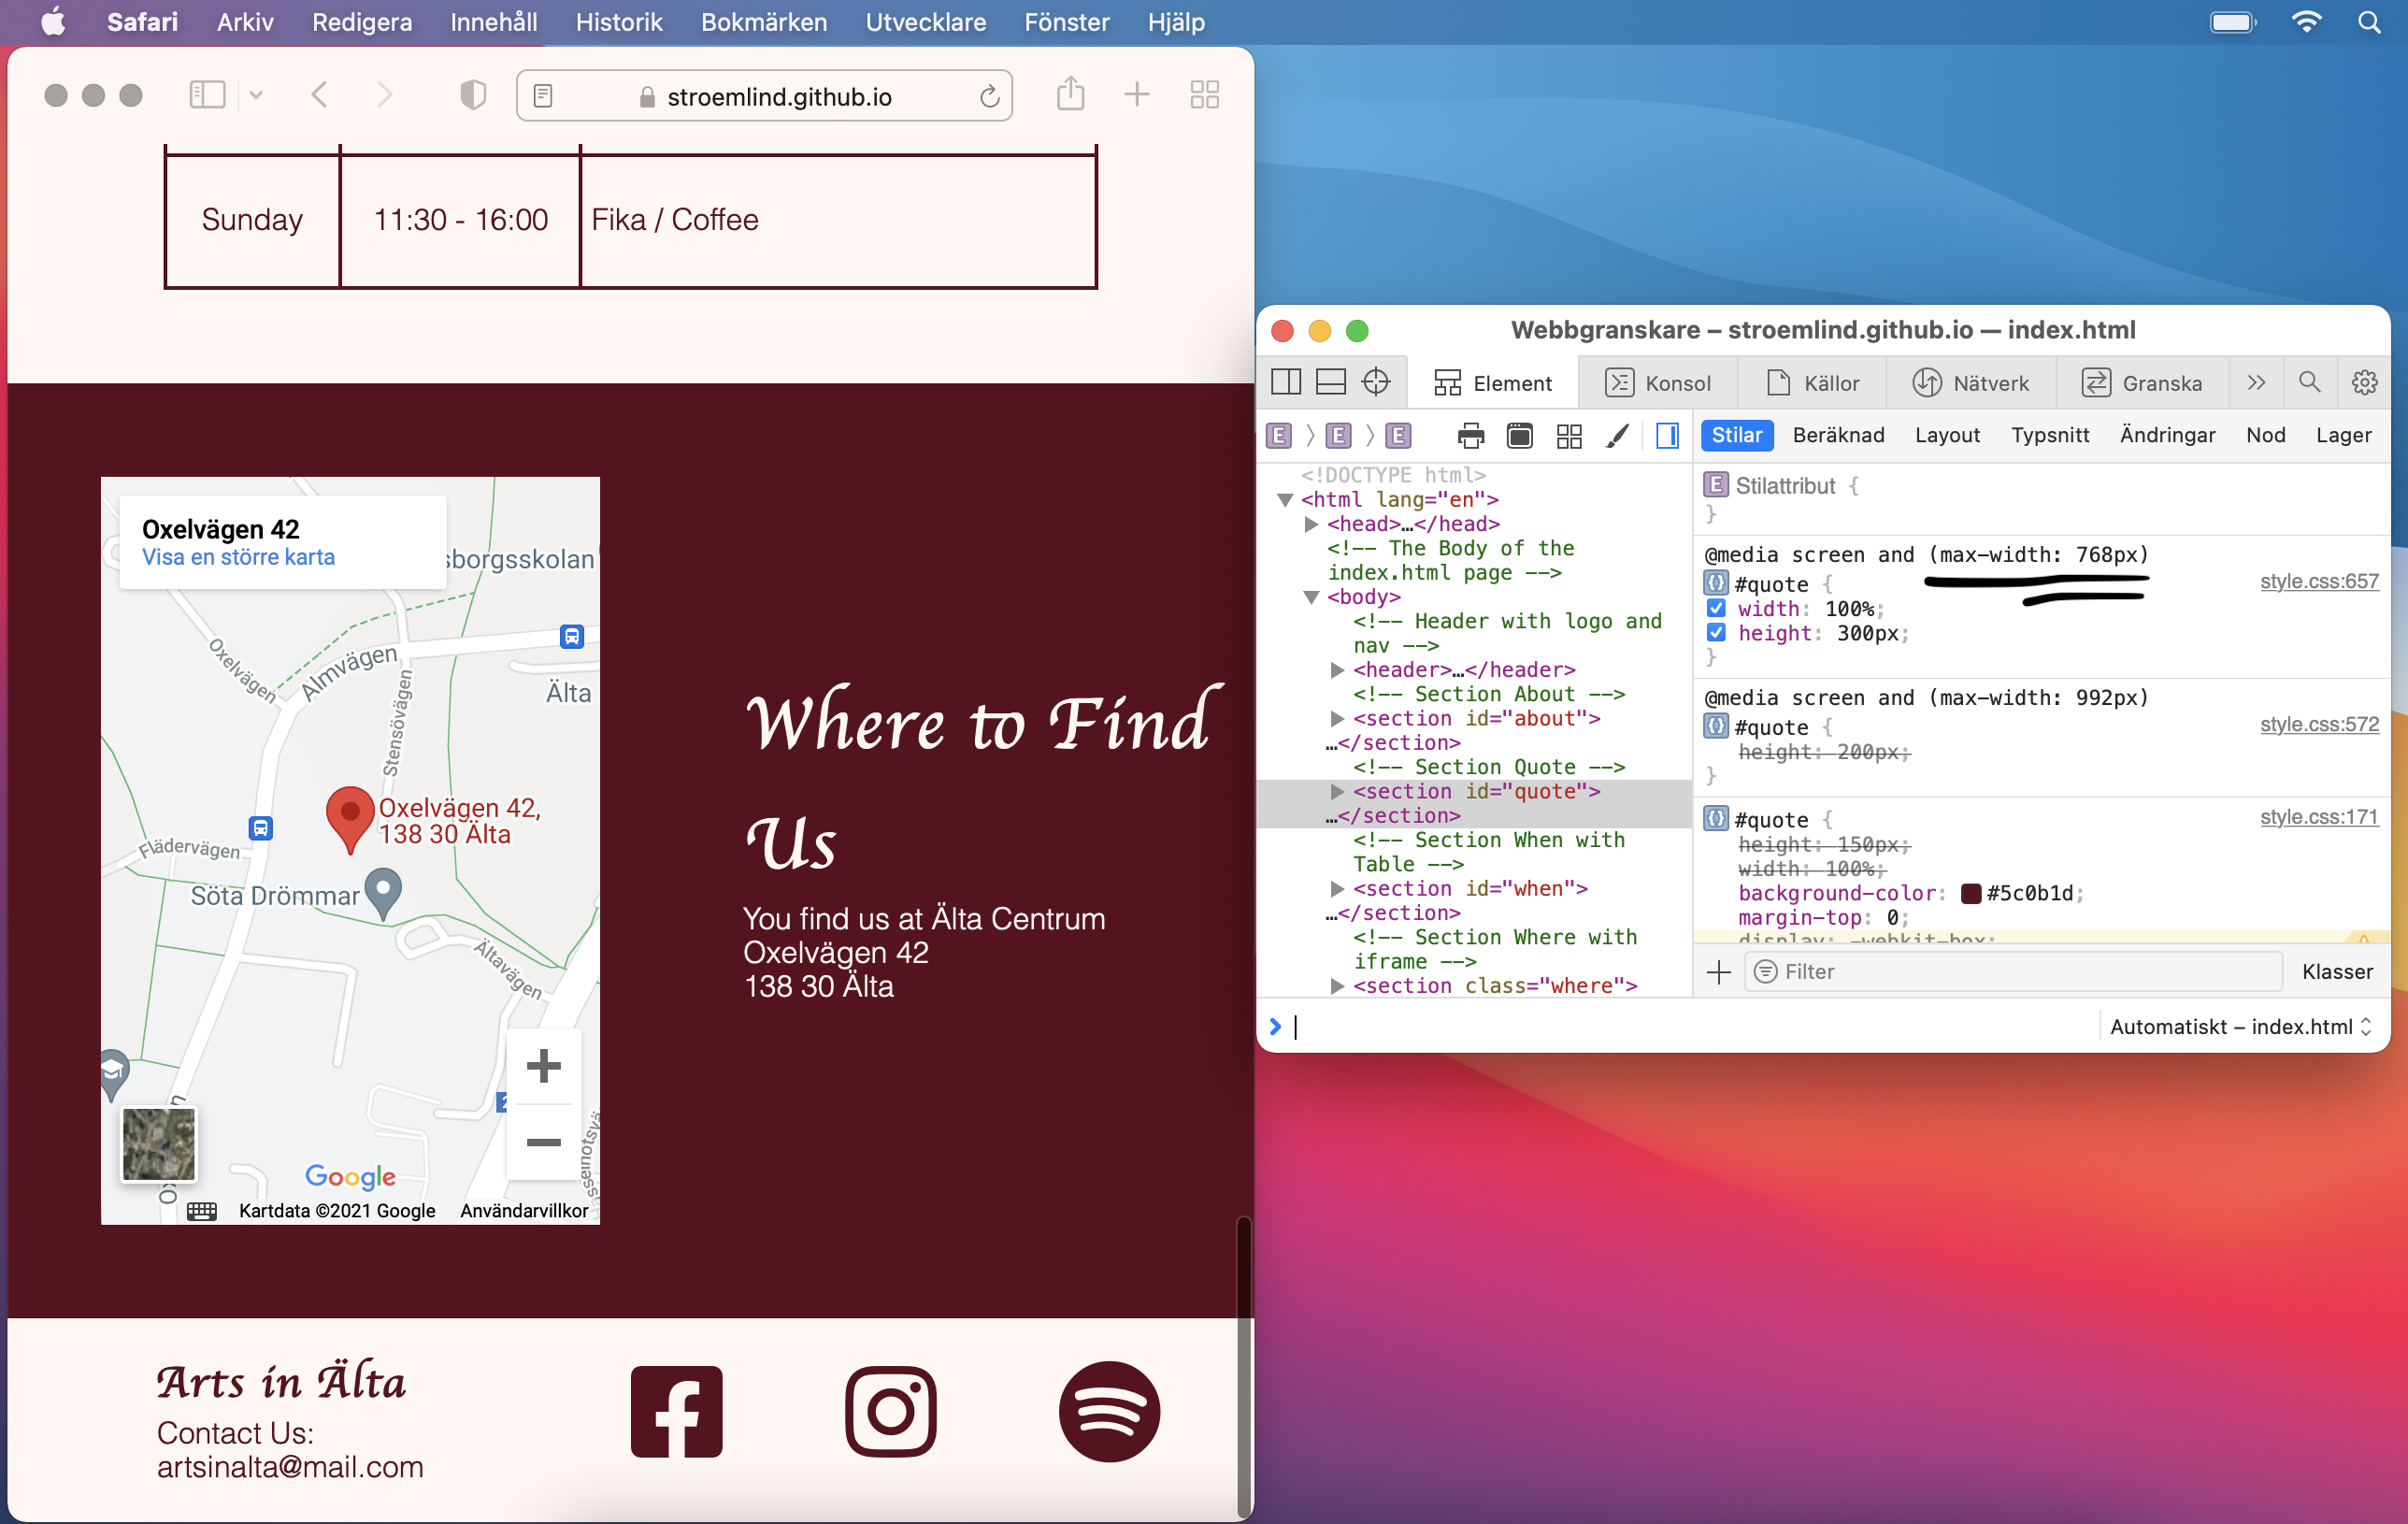 Safari Arkiv Redigera Innehåll Historik Bokmärken Utvecklare Fönster Hjälp
stroemlind.github.io
Sunday 11:30 - 16:00 Fika / Coffee
Oxelvägen 42
Visa en större karta
sborgsskolan
Oxelvägen
Almvägen
Stensövägen
Älta
Oxelvägen 42,
138 30 Älta
Flädervägen
Söta Drömmar
Ältavägen
Google
Kartdata ©2021 Google Användarvillkor
Where to Find
Us
You find us at Älta Centrum
Oxelvägen 42
138 30 Älta
Arts in Älta
Contact Us:
artsinalta@mail.com
Webbgranskare – stroemlind.github.io — index.html
Element Konsol Källor Nätverk Granska
E E E
Stilar Beräknad Layout Typsnitt Ändringar Nod Lager
<!DOCTYPE html>
<html lang="en">
<head>…</head>
<!-- The Body of the
index.html page -->
<body>
<!-- Header with logo and
nav -->
<header>…</header>
<!-- Section About -->
<section id="about">
…</section>
<!-- Section Quote -->
<section id="quote">
…</section>
<!-- Section When with
Table -->
<section id="when">
…</section>
<!-- Section Where with
iframe -->
<section class="where">
E Stilattribut {
}
@media screen and (max-width: 768px)
#quote { style.css:657
width: 100%;
height: 300px;
}
@media screen and (max-width: 992px)
#quote { style.css:572
height: 200px;
}
#quote { style.css:171
height: 150px;
width: 100%;
background-color: #5c0b1d;
margin-top: 0;
display: -webkit-box;
Filter Klasser
Automatiskt – index.html